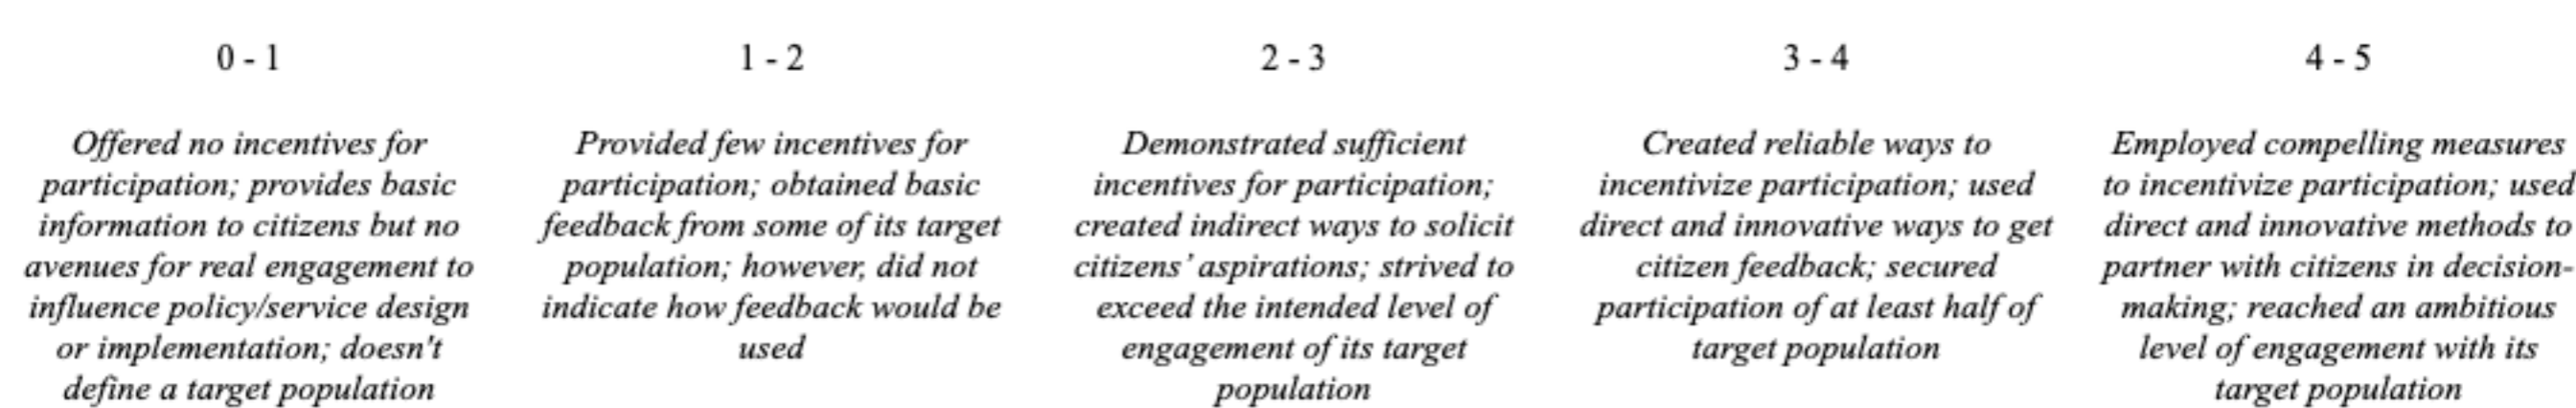 0 - 1
Offered no incentives for
participation; provides basic
information to citizens but no
avenues for real engagement to
influence policy/service design
or implementation; doesn't
define a target population
1 - 2
Provided few incentives for
participation; obtained basic
feedback from some of its target
population; however, did not
indicate how feedback would be
used
2 - 3
Demonstrated sufficient
incentives for participation;
created indirect ways to solicit
citizens’ aspirations; strived to
exceed the intended level of
engagement of its target
population
3 - 4
Created reliable ways to
incentivize participation; used
direct and innovative ways to get
citizen feedback; secured
participation of at least half of
target population
4 - 5
Employed compelling measures
to incentivize participation; used
direct and innovative methods to
partner with citizens in decision-
making; reached an ambitious
level of engagement with its
target population